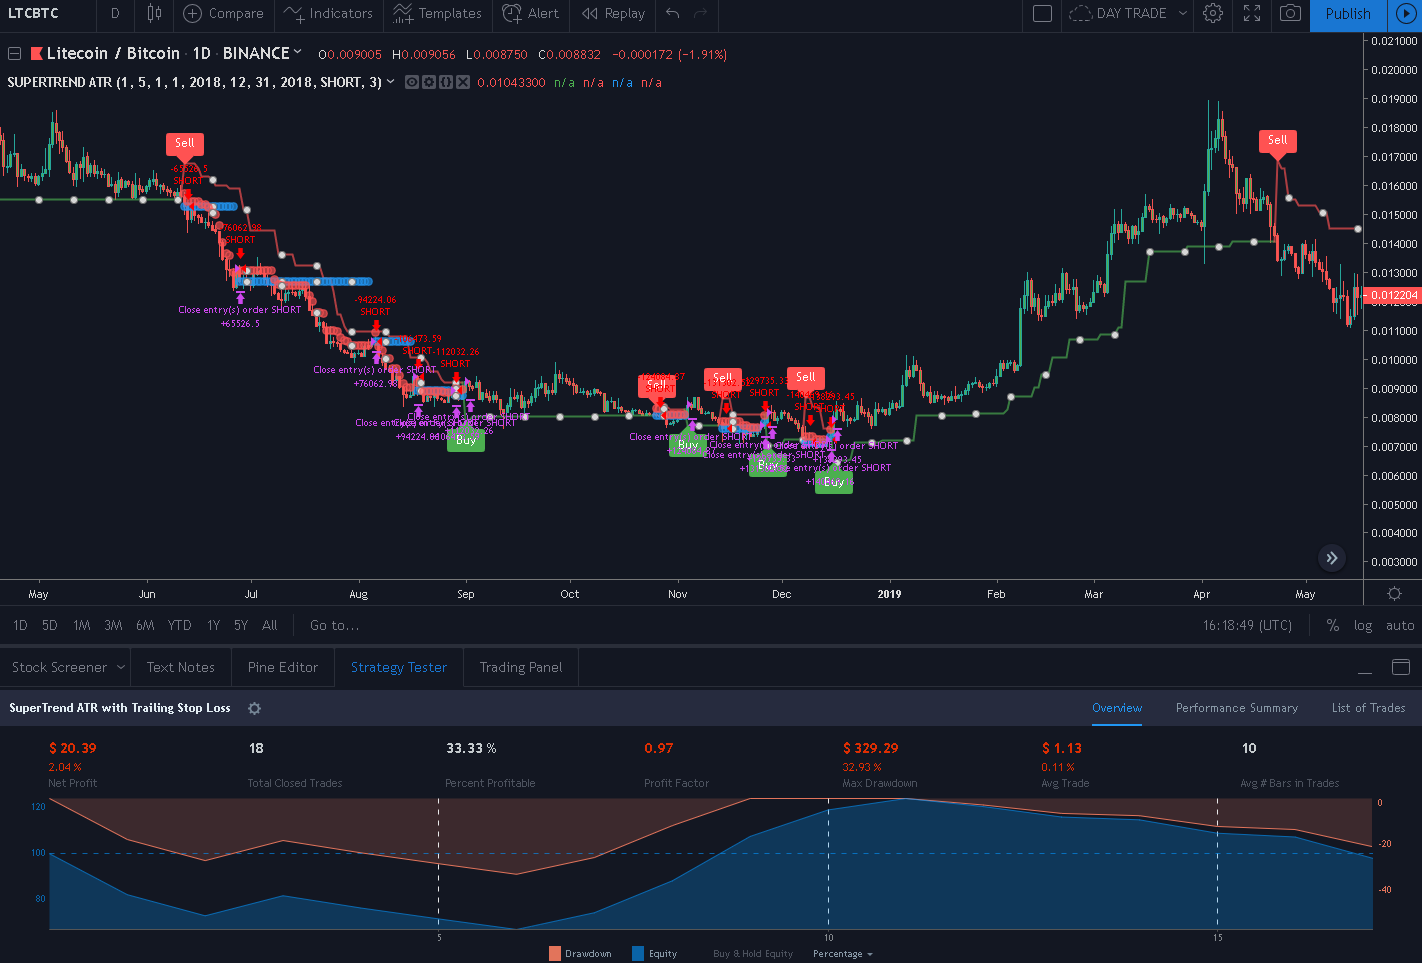 LTCBTC D Compare Indicators Templates Alert Replay DAY TRADE Publish
Litecoin / Bitcoin · 1D · BINANCE O0.009005 H0.009056 L0.008750 C0.008832 −0.000172 (−1.91%)
SUPERTREND ATR (1, 5, 1, 1, 2018, 12, 31, 2018, SHORT, 3) 0.01043300 n/a n/a n/a n/a
0.021000
0.020000
0.019000
0.018000
0.017000
0.016000
0.015000
0.014000
0.013000
0.012204
0.011000
0.010000
0.009000
0.008000
0.007000
0.006000
0.005000
0.004000
0.003000
Sell
SHORT
SHORT
Close entry(s) order SHORT
+65526.5
-94224.06
SHORT
Close entry(s) order SHORT
-112032.26
SHORT
Buy
Sell
Sell
Sell
Buy
Buy
Buy
Sell
May Jun Jul Aug Sep Oct Nov Dec 2019 Feb Mar Apr May
1D 5D 1M 3M 6M YTD 1Y 5Y All Go to... 16:18:49 (UTC) % log auto
Stock Screener Text Notes Pine Editor Strategy Tester Trading Panel
SuperTrend ATR with Trailing Stop Loss Overview Performance Summary List of Trades
$ 20.39 18 33.33 % 0.97 $ 329.29 $ 1.13 10
2.04 % 32.93 % 0.11 %
Net Profit Total Closed Trades Percent Profitable Profit Factor Max Drawdown Avg Trade Avg # Bars in Trades
120 0
100 -20
80 -40
5 10 15
Drawdown Equity Buy & Hold Equity Percentage